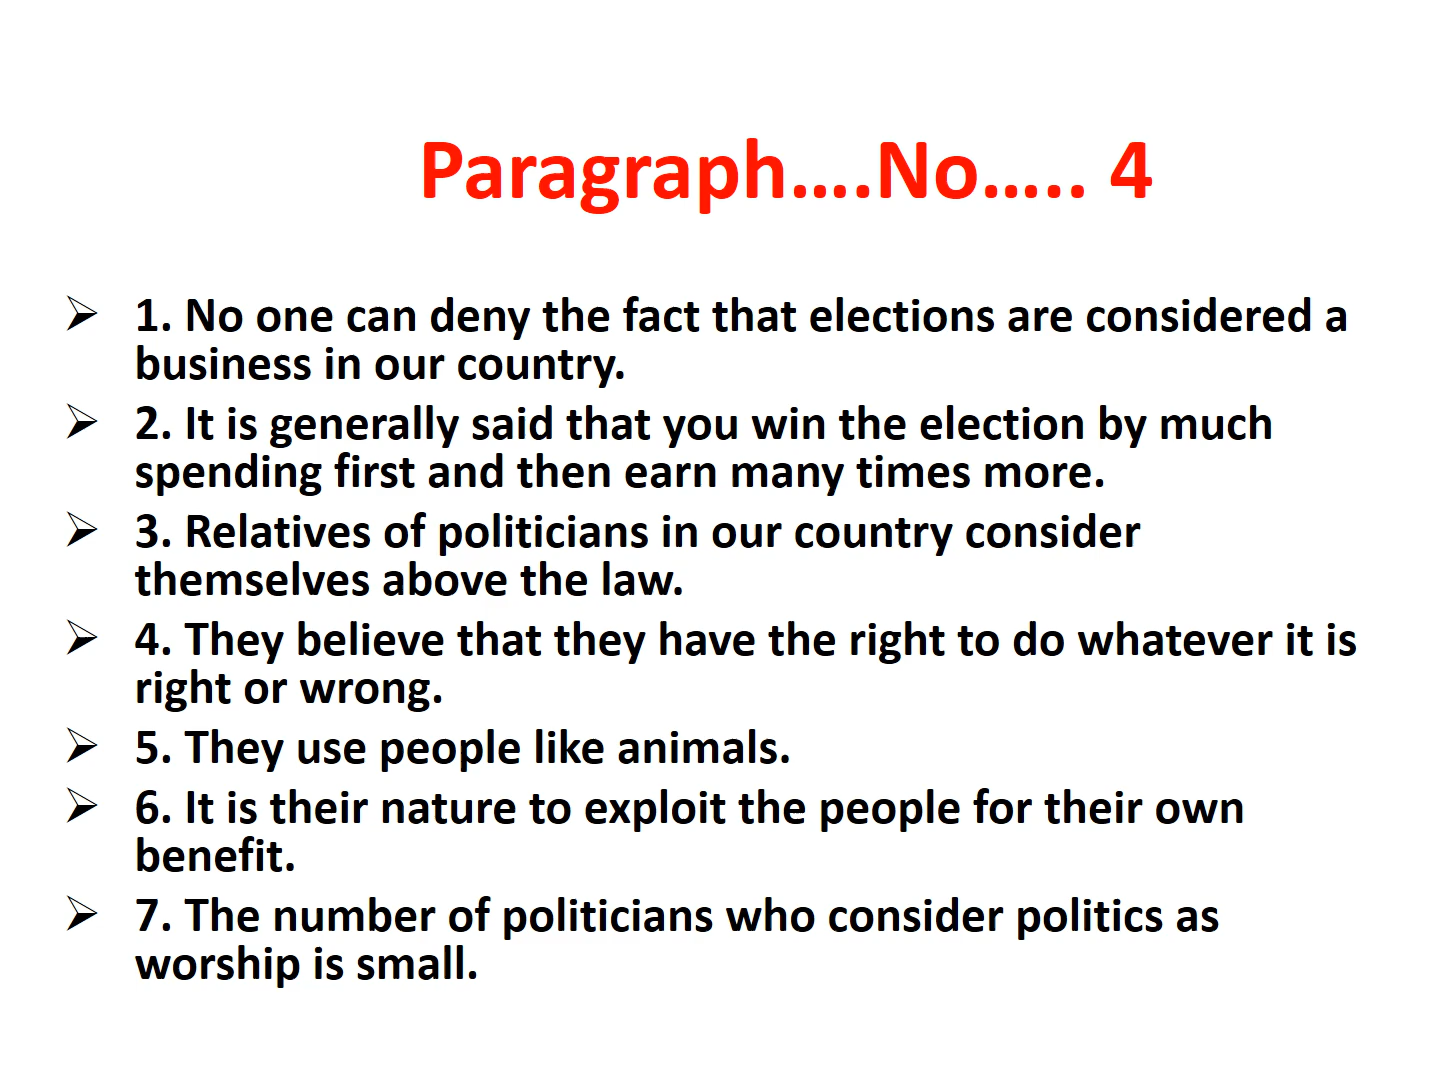 Paragraph….No….. 4
1. No one can deny the fact that elections are considered a
business in our country.
2. It is generally said that you win the election by much
spending first and then earn many times more.
3. Relatives of politicians in our country consider
themselves above the law.
4. They believe that they have the right to do whatever it is
right or wrong.
5. They use people like animals.
6. It is their nature to exploit the people for their own
benefit.
7. The number of politicians who consider politics as
worship is small.